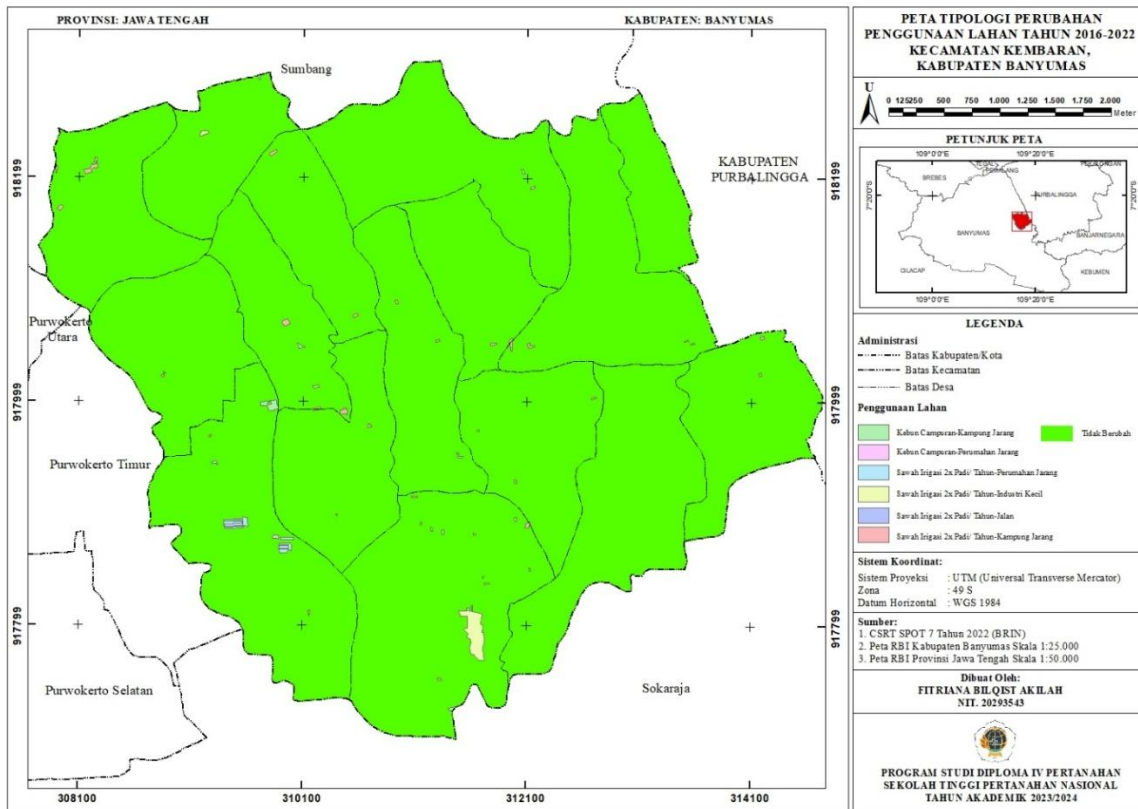 PROVINSI: JAWA TENGAH
KABUPATEN: BANYUMAS
Sumbang
KABUPATEN
PURBALINGGA
Purwokerto
Utara
Purwokerto Timur
Purwokerto Selatan
Sokaraja
918199
917999
917799
918199
917999
917799
308100
310100
312100
314100
PETA TIPOLOGI PERUBAHAN
PENGGUNAAN LAHAN TAHUN 2016-2022
KECAMATAN KEMBARAN,
KABUPATEN BANYUMAS
U
0 125250 500 750 1.000 1.250 1.500 1.750 2.000
Meter
PETUNJUK PETA
109°0'0"E 109°20'0"E
7°20'0"S
7°20'0"S
BREBES
TEGAL
PURBALINGGA
BANYUMAS
BANJARNEGARA
CILACAP
KEBUMEN
109°0'0"E 109°20'0"E
LEGENDA
Administrasi
Batas Kabupaten/Kota
Batas Kecamatan
Batas Desa
Penggunaan Lahan
Kebun Campuran-Kampung Jarang
Tidak Berubah
Kebun Campuran-Perumahan Jarang
Sawah Irigasi 2x Padi/ Tahun-Perumahan Jarang
Sawah Irigasi 2x Padi/ Tahun-Industri Kecil
Sawah Irigasi 2x Padi/ Tahun-Jalan
Sawah Irigasi 2x Padi/ Tahun-Kampung Jarang
Sistem Koordinat:
Sistem Proyeksi : UTM (Universal Transverse Mercator)
Zona : 49 S
Datum Horizontal : WGS 1984
Sumber:
1. CSRT SPOT 7 Tahun 2022 (BRIN)
2. Peta RBI Kabupaten Banyumas Skala 1:25.000
3. Peta RBI Provinsi Jawa Tengah Skala 1:50.000
Dibuat Oleh:
FITRIANA BILQIST AKILAH
NIT. 20293543
PROGRAM STUDI DIPLOMA IV PERTANAHAN
SEKOLAH TINGGI PERTANAHAN NASIONAL
TAHUN AKADEMIK 2023/2024